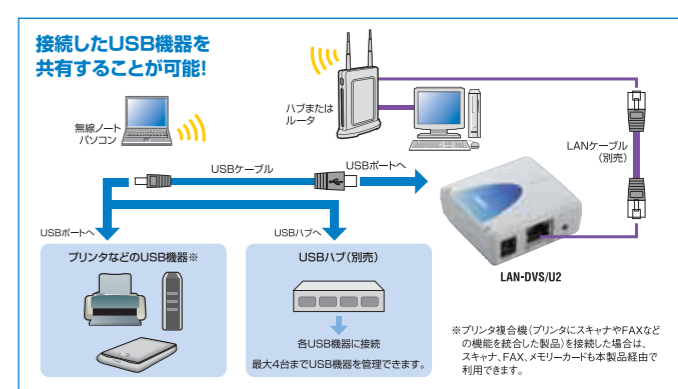 接続したUSB機器を
共有することが可能!
無線ノート
パソコン
ハブまたは
ルータ
LANケーブル
（別売）
USBケーブル
USBポートへ
USBポートへ
USBハブへ
プリンタなどのUSB機器※
USBハブ（別売）
各USB機器に接続
最大4台までUSB機器を管理できます。
LAN-DVS/U2
※プリンタ複合機（プリンタにスキャナやFAXなど
の機能を統合した製品）を接続した場合は、
スキャナ、FAX、メモリーカードも本製品経由で
利用できます。